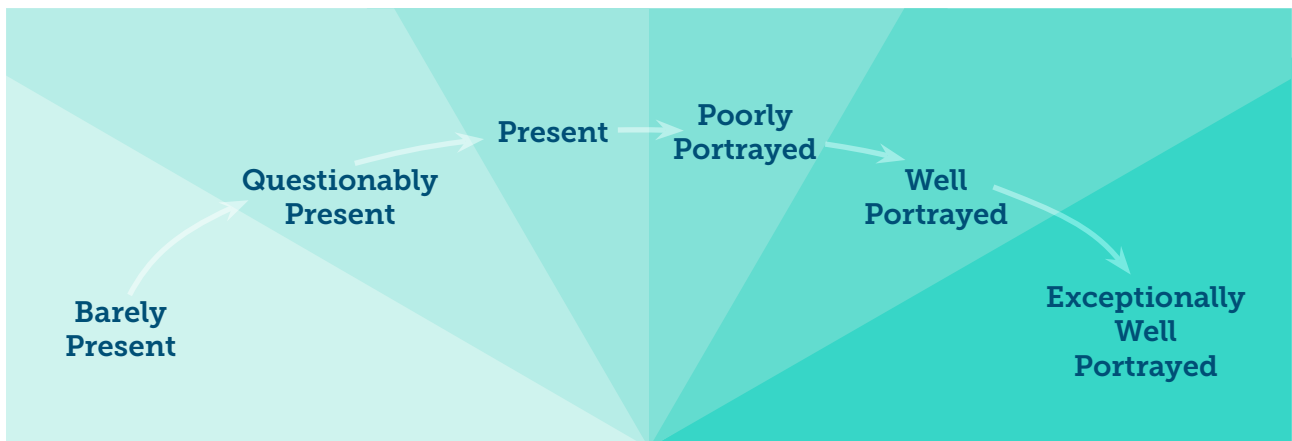 Barely
Present
Questionably
Present
Present
Poorly
Portrayed
Well
Portrayed
Exceptionally
Well
Portrayed